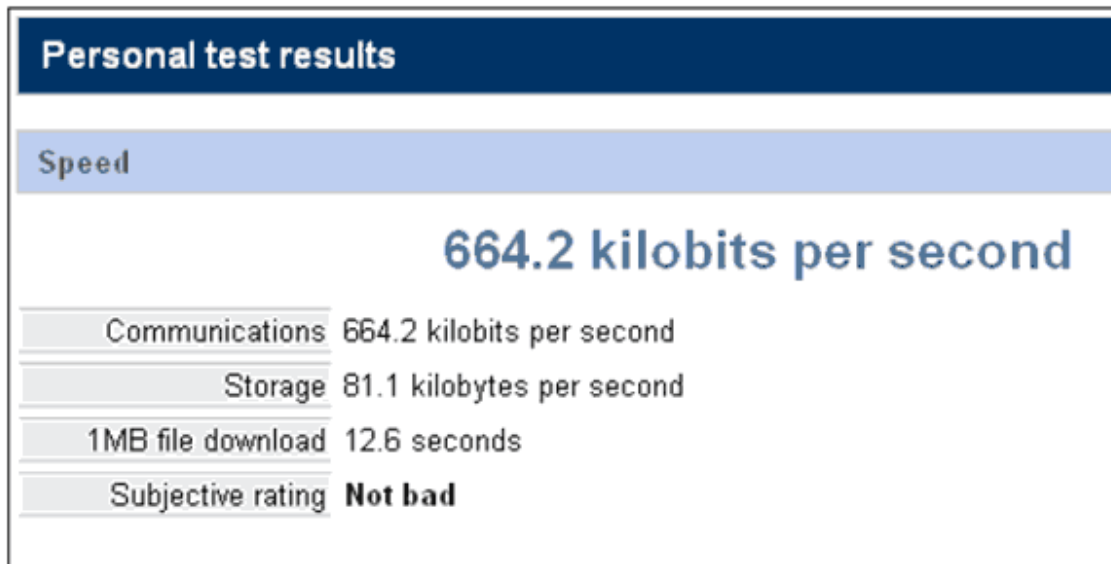 Personal test results
Speed
664.2 kilobits per second
Communications 664.2 kilobits per second
Storage 81.1 kilobytes per second
1MB file download 12.6 seconds
Subjective rating Not bad